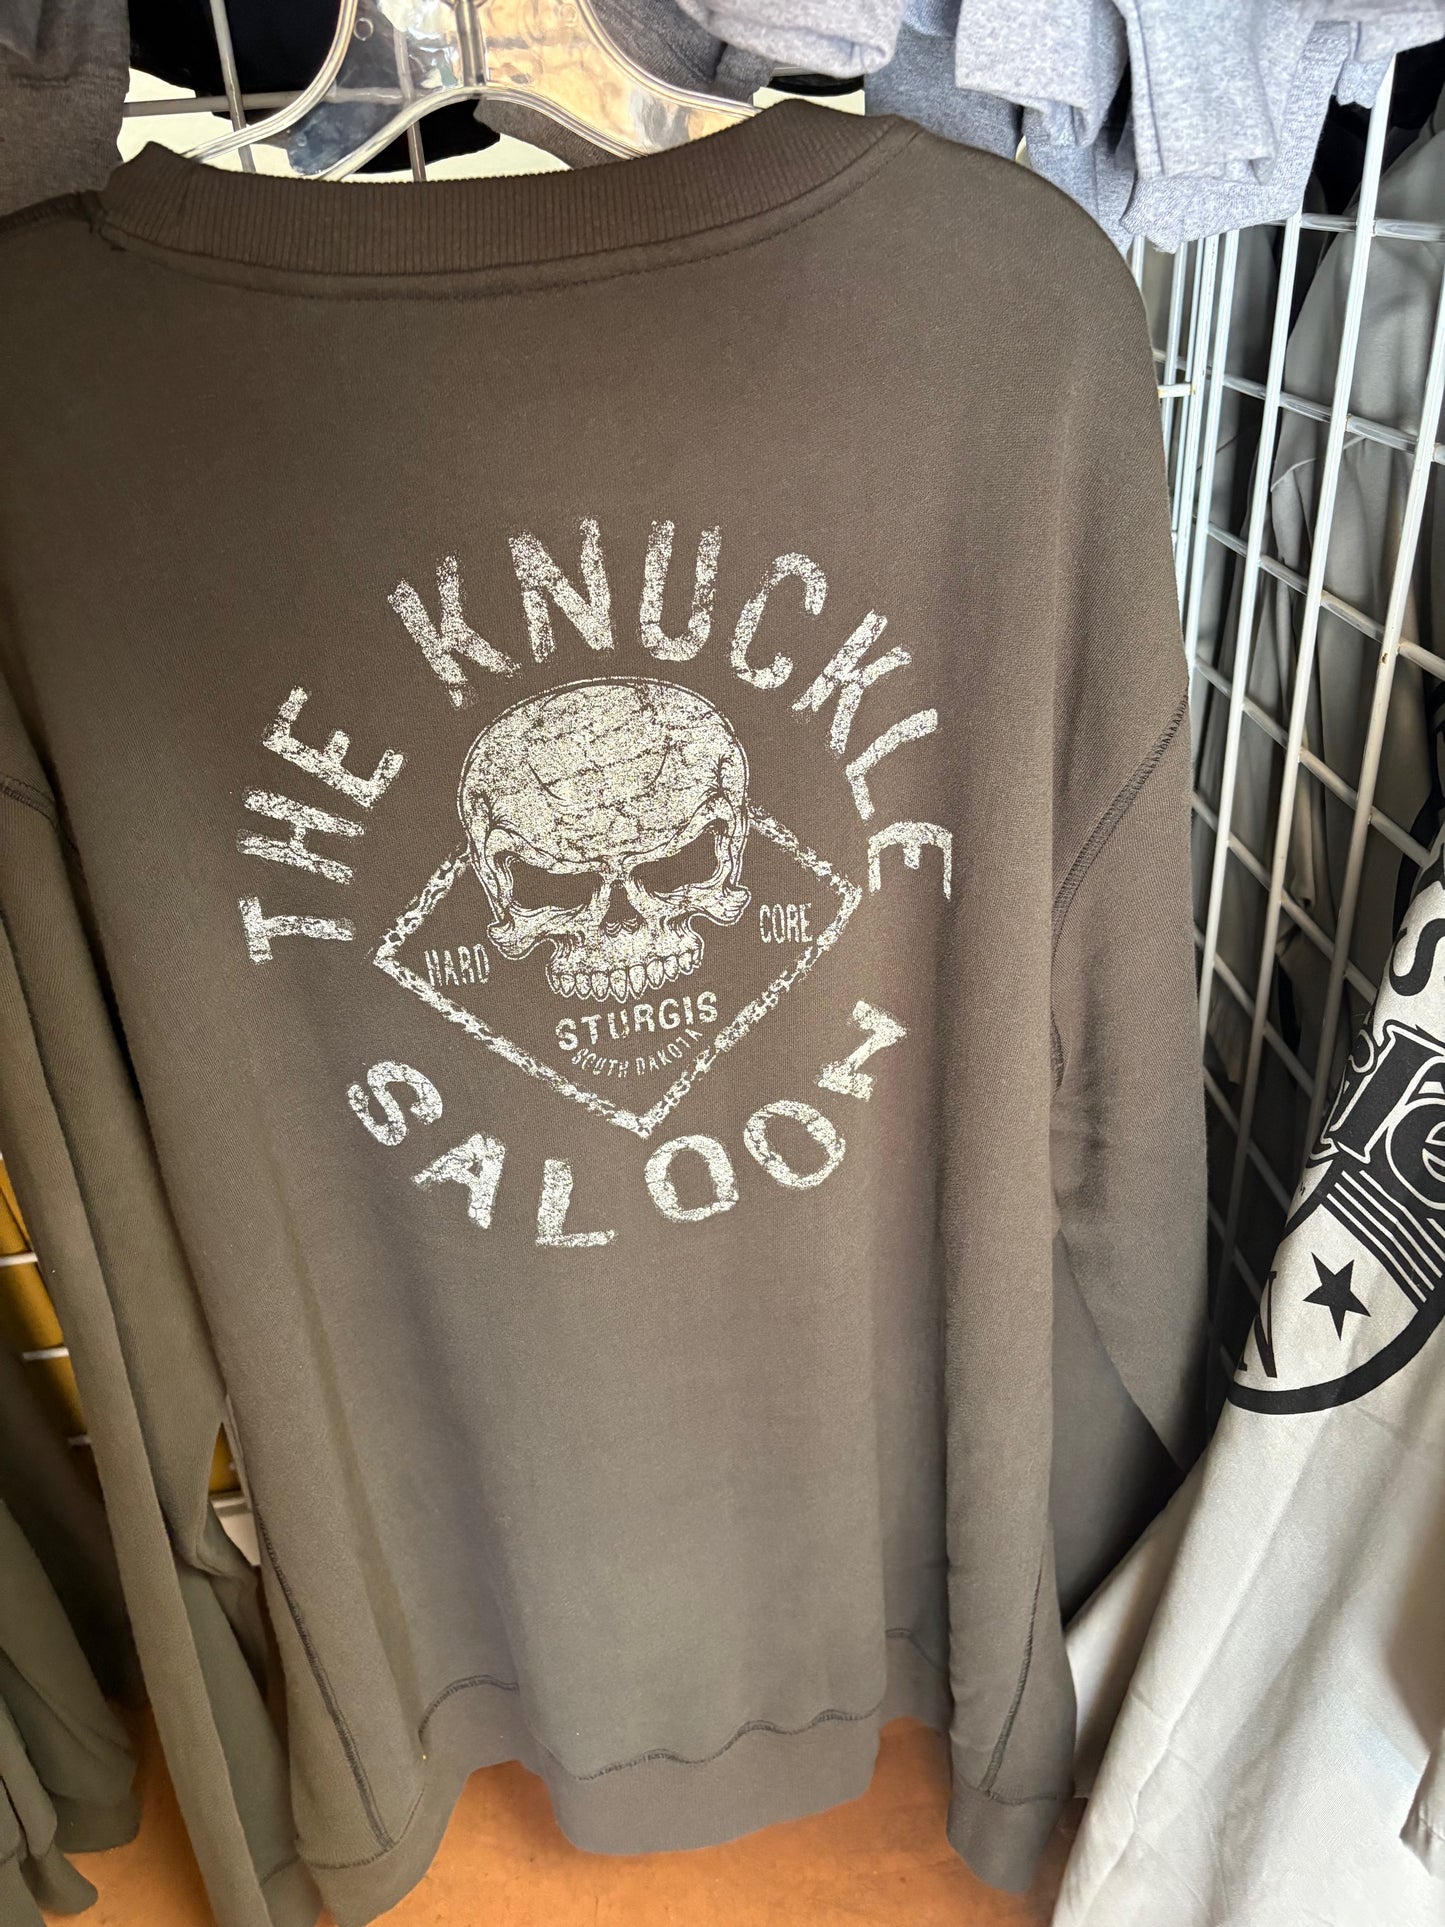 THE KNUCKLE
HARD CORE
STURGIS
SOUTH DAKOTA
SALOON